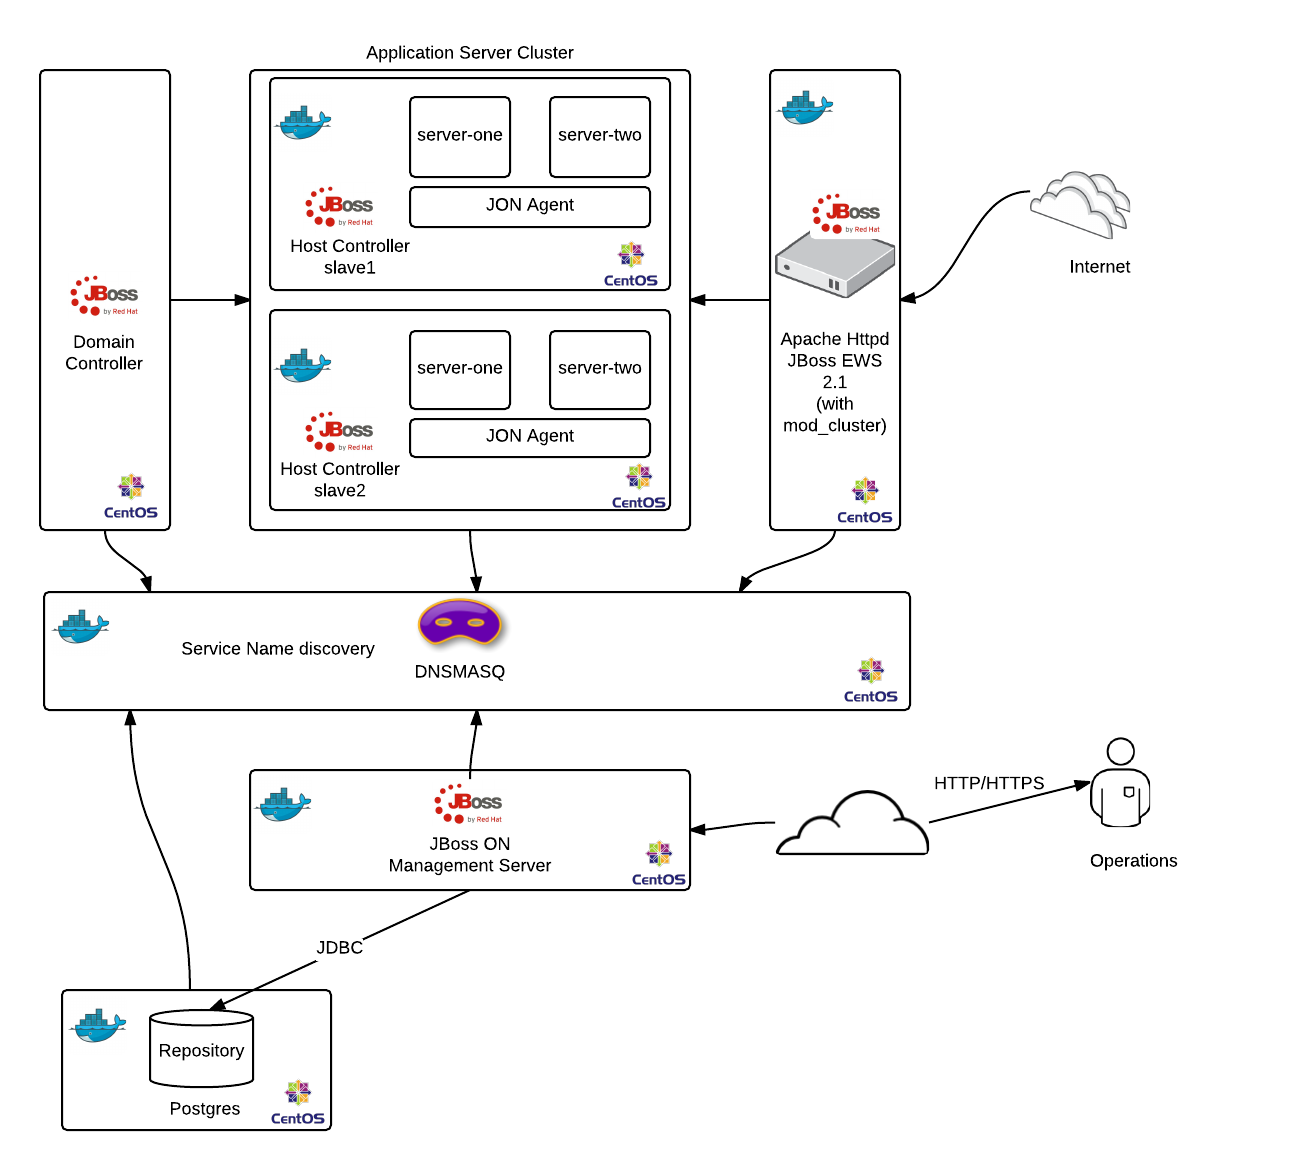 Application Server Cluster
JBoss
by Red Hat
Domain
Controller
CentOS
server-one
server-two
JON Agent
JBoss
by Red Hat
Host Controller
slave1
CentOS
server-one
server-two
JON Agent
JBoss
by Red Hat
Host Controller
slave2
CentOS
JBoss
by Red Hat
Apache Httpd
JBoss EWS
2.1
(with
mod_cluster)
CentOS
Internet
Service Name discovery
DNSMASQ
CentOS
JBoss
by Red Hat
JBoss ON
Management Server
CentOS
HTTP/HTTPS
Operations
JDBC
Repository
Postgres
CentOS